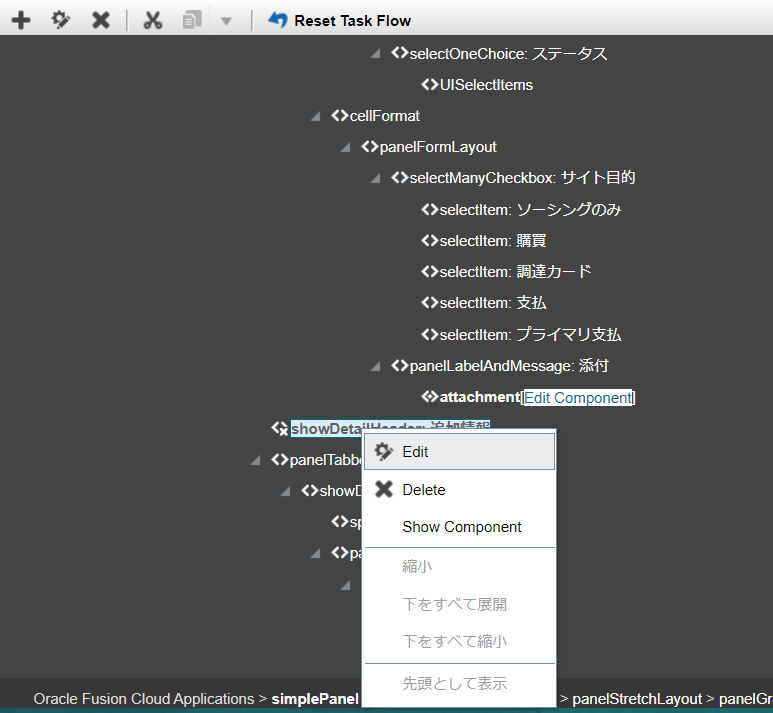 Reset Task Flow
selectOneChoice: ステータス
UISelectItems
cellFormat
panelFormLayout
selectManyCheckbox: サイト目的
selectItem: ソーシングのみ
selectItem: 購買
selectItem: 調達カード
selectItem: 支払
selectItem: プライマリ支払
panelLabelAndMessage: 添付
attachment[Edit Component]
showDetailHeader: 追加情報
Edit
panelTabbe
Delete
showD
Show Component
sp
pa
縮小
下をすべて展開
下をすべて縮小
先頭として表示
Oracle Fusion Cloud Applications > simplePanel > panelStretchLayout > panelGr